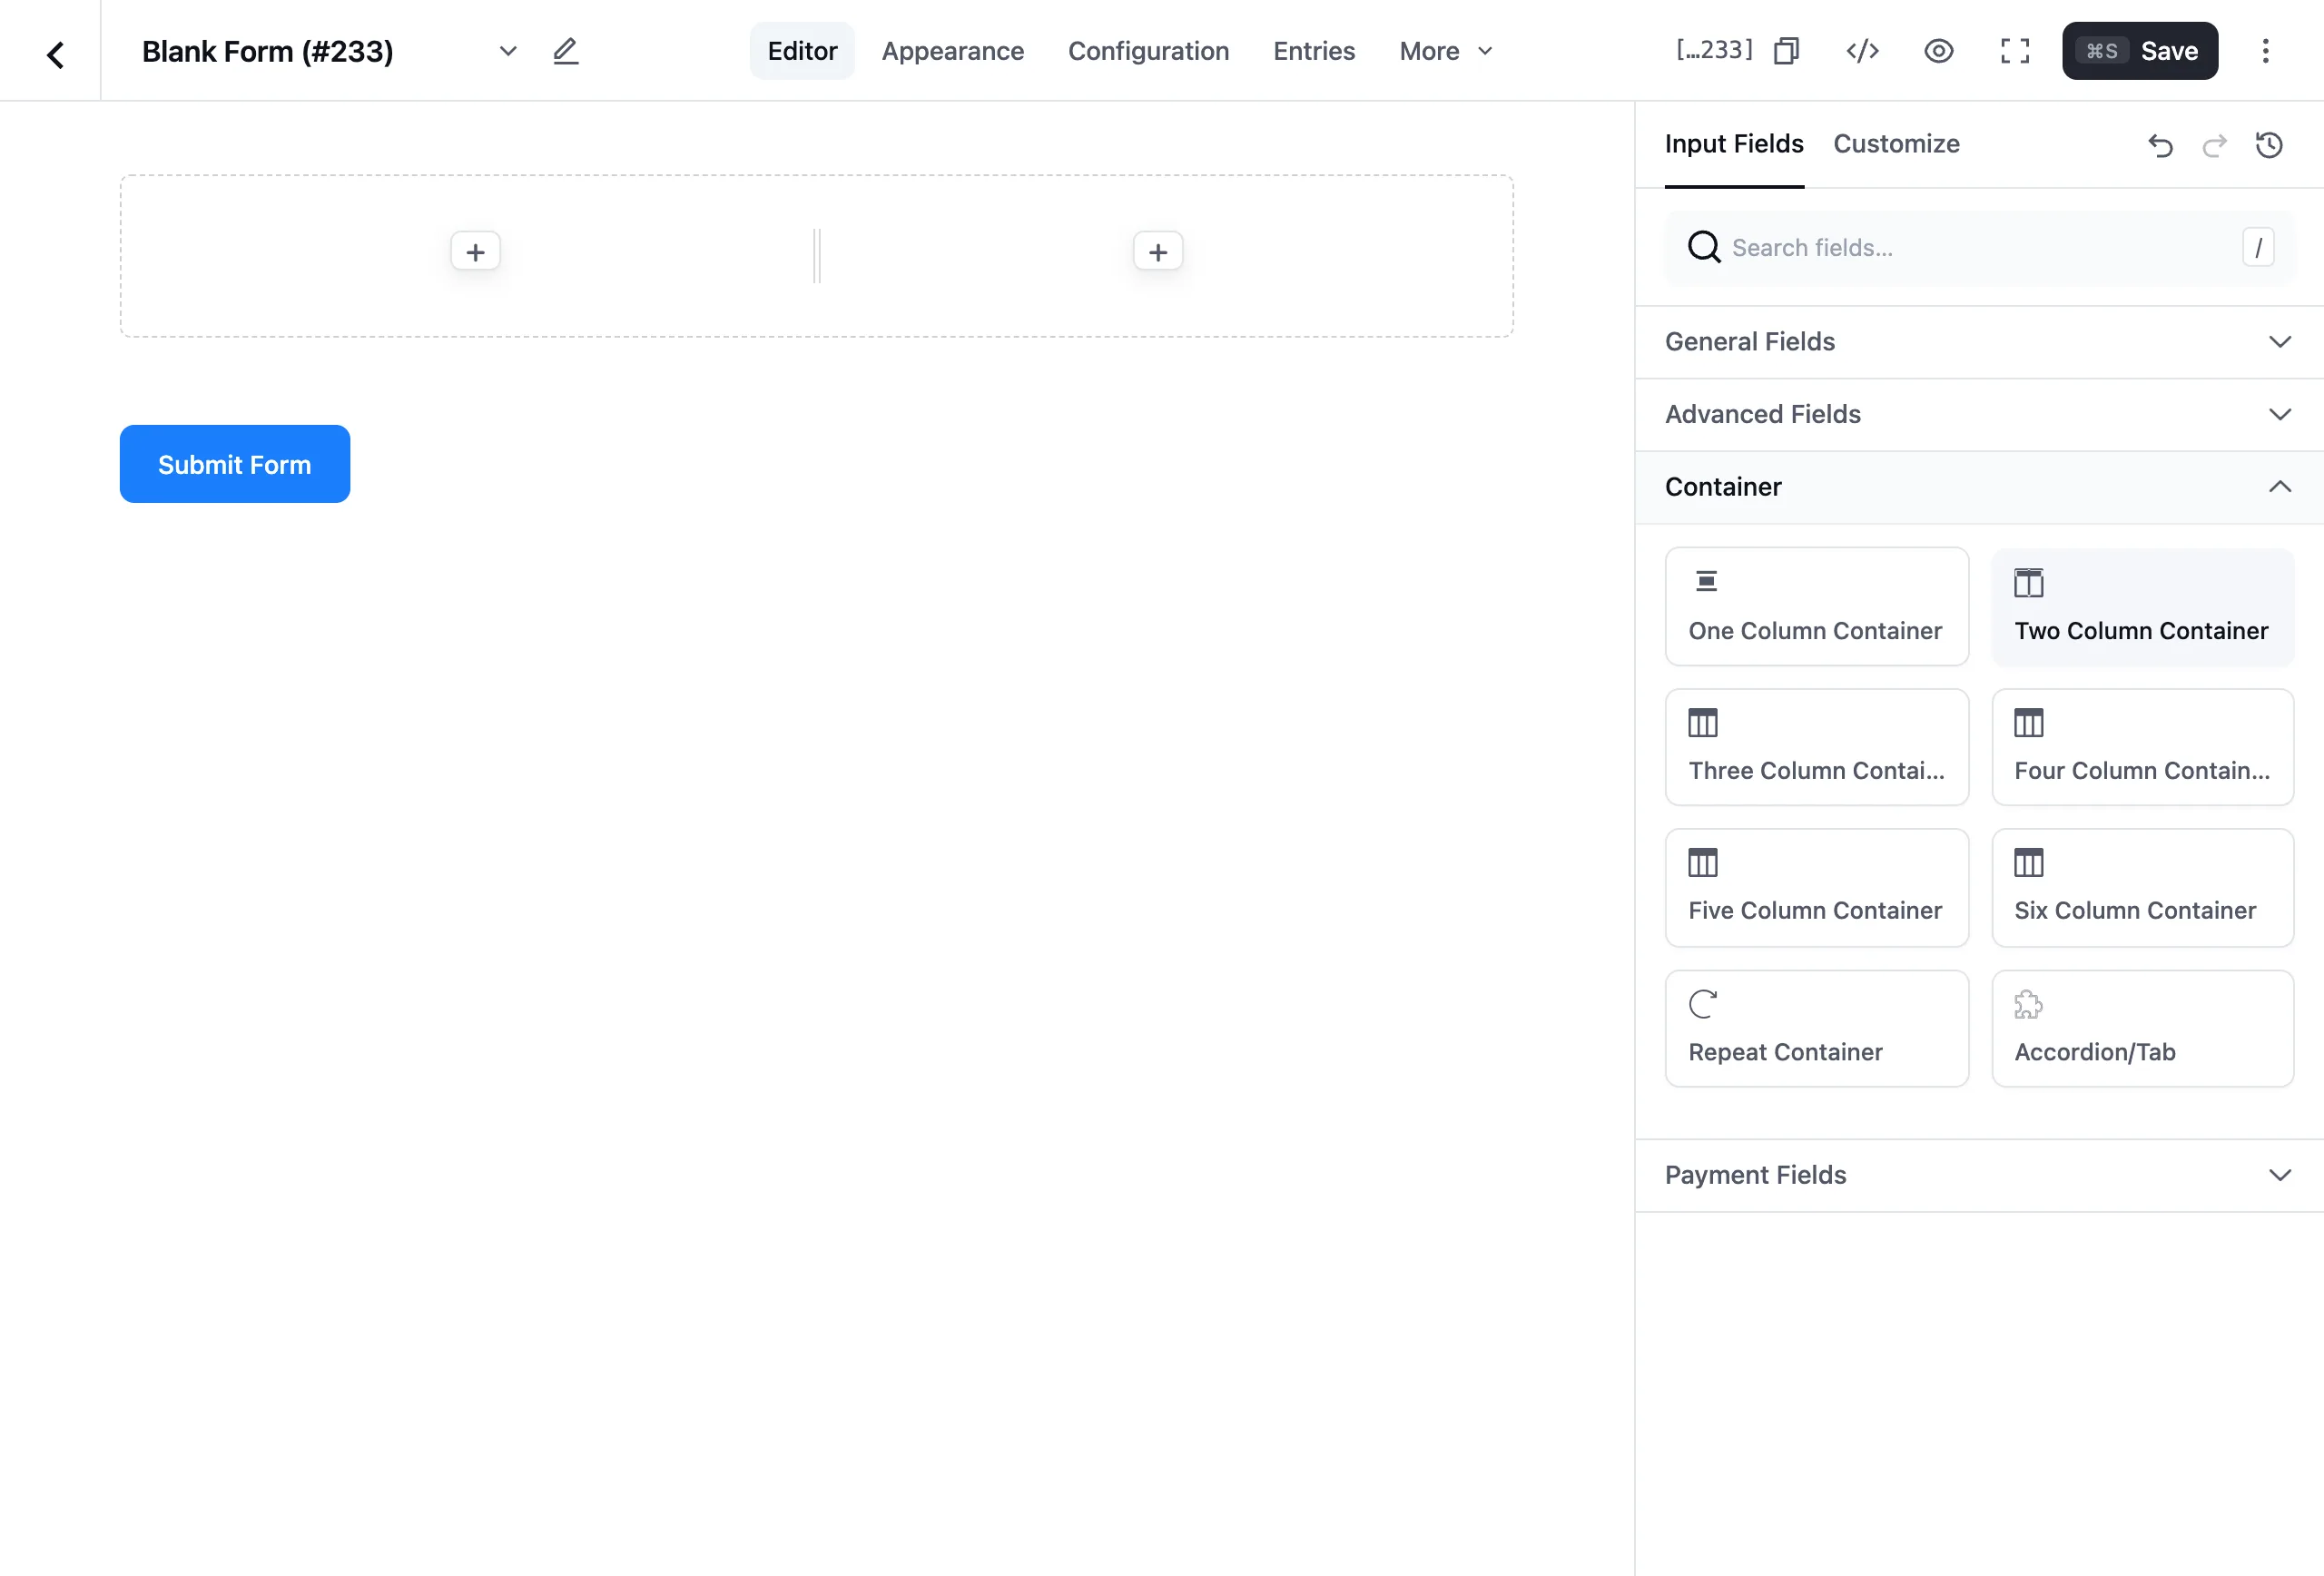 Blank Form (#233)
Editor
Appearance
Configuration
Entries
More
[...233]
</>
⌘S Save
Input Fields
Customize
Search fields...
/
General Fields
Advanced Fields
Container
One Column Container
Two Column Container
Three Column Contai...
Four Column Contain...
Five Column Container
Six Column Container
Repeat Container
Accordion/Tab
Payment Fields
+
+
Submit Form